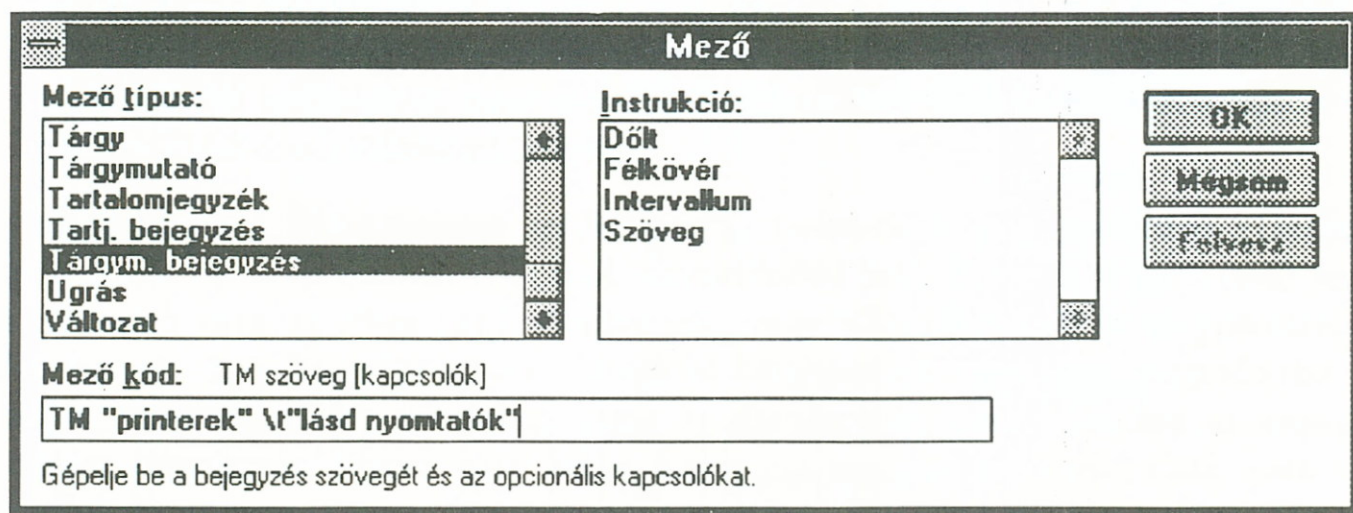 Mező
Mező típus:
Tárgy
Tárgymutató
Tartalomjegyzék
Tartj. bejegyzés
Tárgym. bejegyzés
Ugrás
Változat
Instrukció:
Dőlt
Félkövér
Intervallum
Szöveg
OK
Mégsem
Felvesz
Mező kód: TM szöveg [kapcsolók]
TM "printerek" \t"lásd nyomtatók"
Gépelje be a bejegyzés szövegét és az opcionális kapcsolókat.